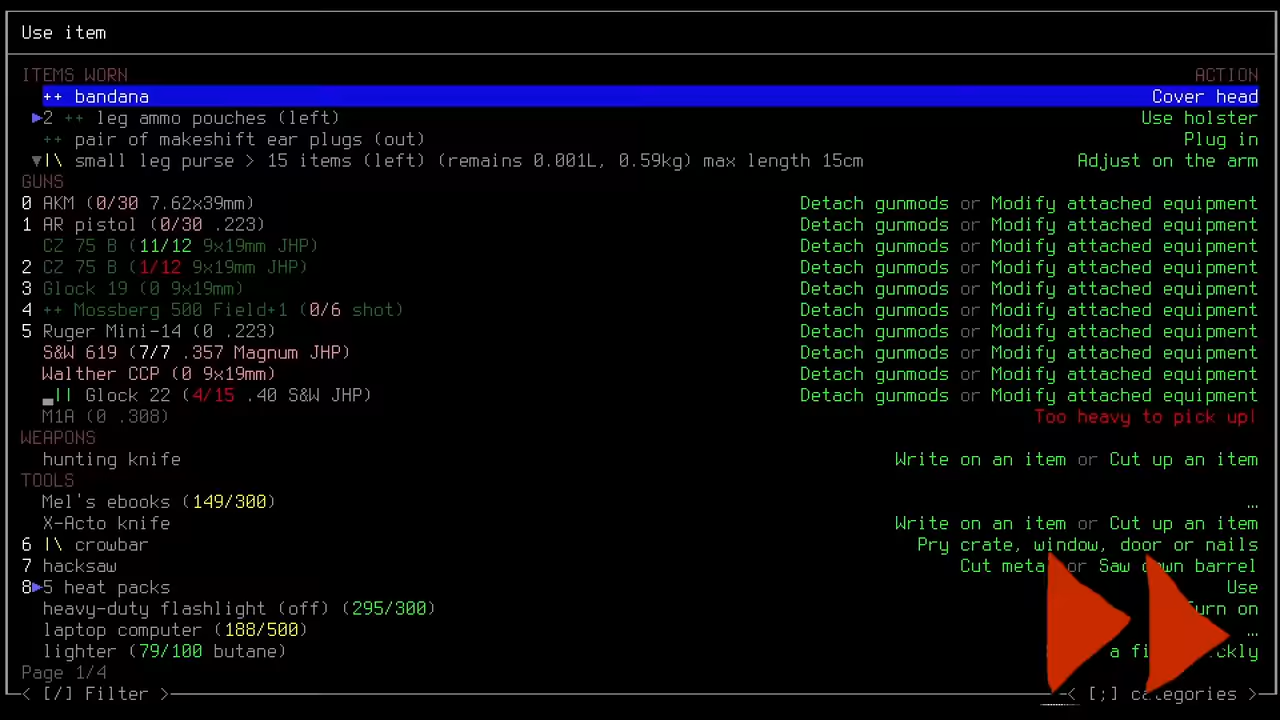 Use item
ITEMS WORN ACTION
++ bandana Cover head
▶2 ++ leg ammo pouches (left) Use holster
++ pair of makeshift ear plugs (out) Plug in
▼|\ small leg purse > 15 items (left) (remains 0.001L, 0.59kg) max length 15cm Adjust on the arm
GUNS
0 AKM (0/30 7.62x39mm) Detach gunmods or Modify attached equipment
1 AR pistol (0/30 .223) Detach gunmods or Modify attached equipment
CZ 75 B (11/12 9x19mm JHP) Detach gunmods or Modify attached equipment
2 CZ 75 B (1/12 9x19mm JHP) Detach gunmods or Modify attached equipment
3 Glock 19 (0 9x19mm) Detach gunmods or Modify attached equipment
4 ++ Mossberg 500 Field+1 (0/6 shot) Detach gunmods or Modify attached equipment
5 Ruger Mini-14 (0 .223) Detach gunmods or Modify attached equipment
S&W 619 (7/7 .357 Magnum JHP) Detach gunmods or Modify attached equipment
Walther CCP (0 9x19mm) Detach gunmods or Modify attached equipment
|| Glock 22 (4/15 .40 S&W JHP) Detach gunmods or Modify attached equipment
M1A (0 .308) Too heavy to pick up!
WEAPONS
hunting knife Write on an item or Cut up an item
TOOLS
Mel's ebooks (149/300) …
X-Acto knife Write on an item or Cut up an item
6 |\ crowbar Pry crate, window, door or nails
7 hacksaw Cut metal or Saw down barrel
8▶5 heat packs Use
heavy-duty flashlight (off) (295/300) Turn on
laptop computer (188/500) …
lighter (79/100 butane) a
Page 1/4
< [/] Filter > < [;] categories >